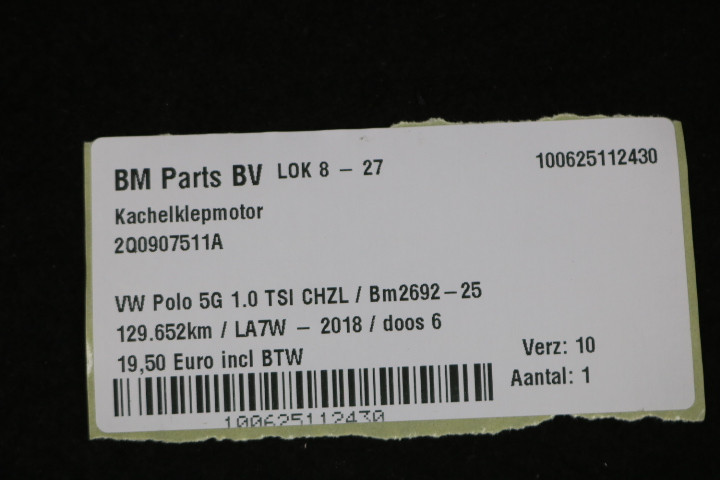 BM Parts BV LOK 8 - 27 100625112430
Kachelklepmotor
2Q0907511A
VW Polo 5G 1.0 TSI CHZL / Bm2692-25
129.652km / LA7W - 2018 / doos 6
19,50 Euro incl BTW Verz: 10
Aantal: 1
100625112430